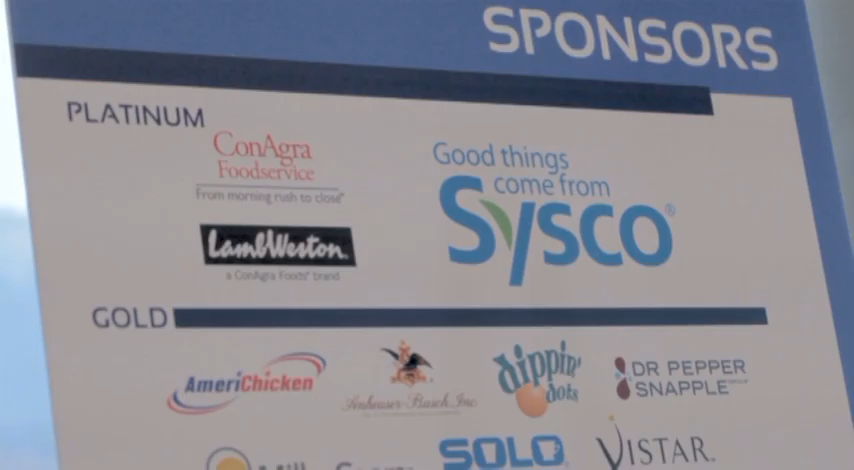 SPONSORS
PLATINUM
ConAgra
Foodservice
From morning rush to close
Good things
come from
Sysco®
LambWeston.
a ConAgra Foods® brand
GOLD
AmeriChicken
Anheuser-Busch, Inc.
dippin'
dots
DR PEPPER
SNAPPLE GROUP
SOLO
VISTAR.